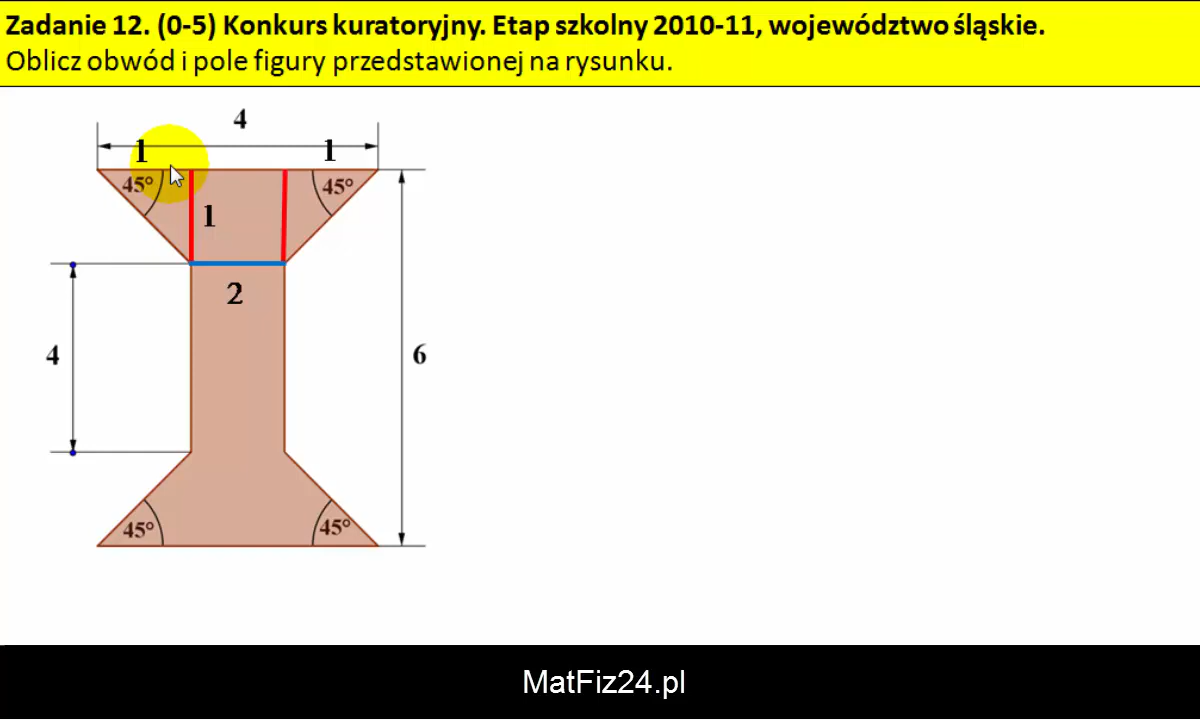 Zadanie 12. (0-5) Konkurs kuratoryjny. Etap szkolny 2010-11, województwo śląskie.
Oblicz obwód i pole figury przedstawionej na rysunku.
4
1 1
45° 45°
1
2
4 6
45° 45°
MatFiz24.pl